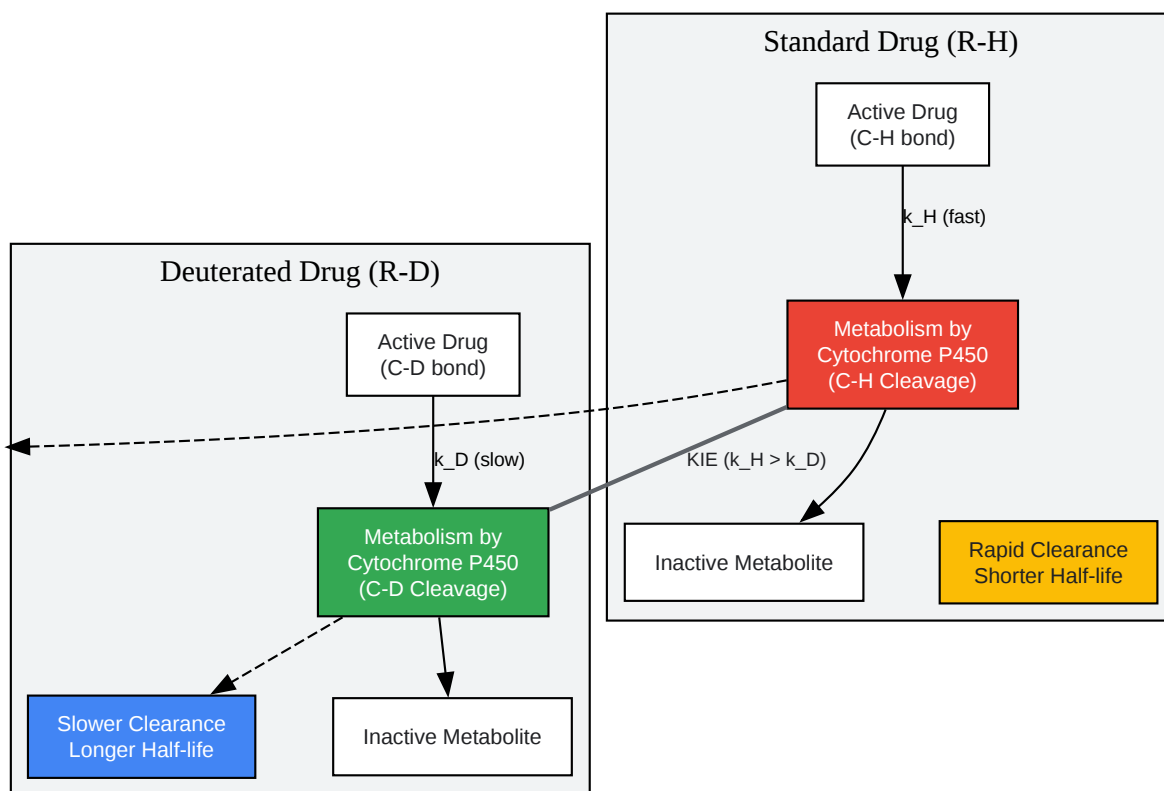 Standard Drug (R-H)
Active Drug
(C-H bond)
k_H (fast)
Metabolism by
Cytochrome P450
(C-H Cleavage)
KIE (k_H > k_D)
Inactive Metabolite
Rapid Clearance
Shorter Half-life
Deuterated Drug (R-D)
Active Drug
(C-D bond)
k_D (slow)
Metabolism by
Cytochrome P450
(C-D Cleavage)
Slower Clearance
Longer Half-life
Inactive Metabolite